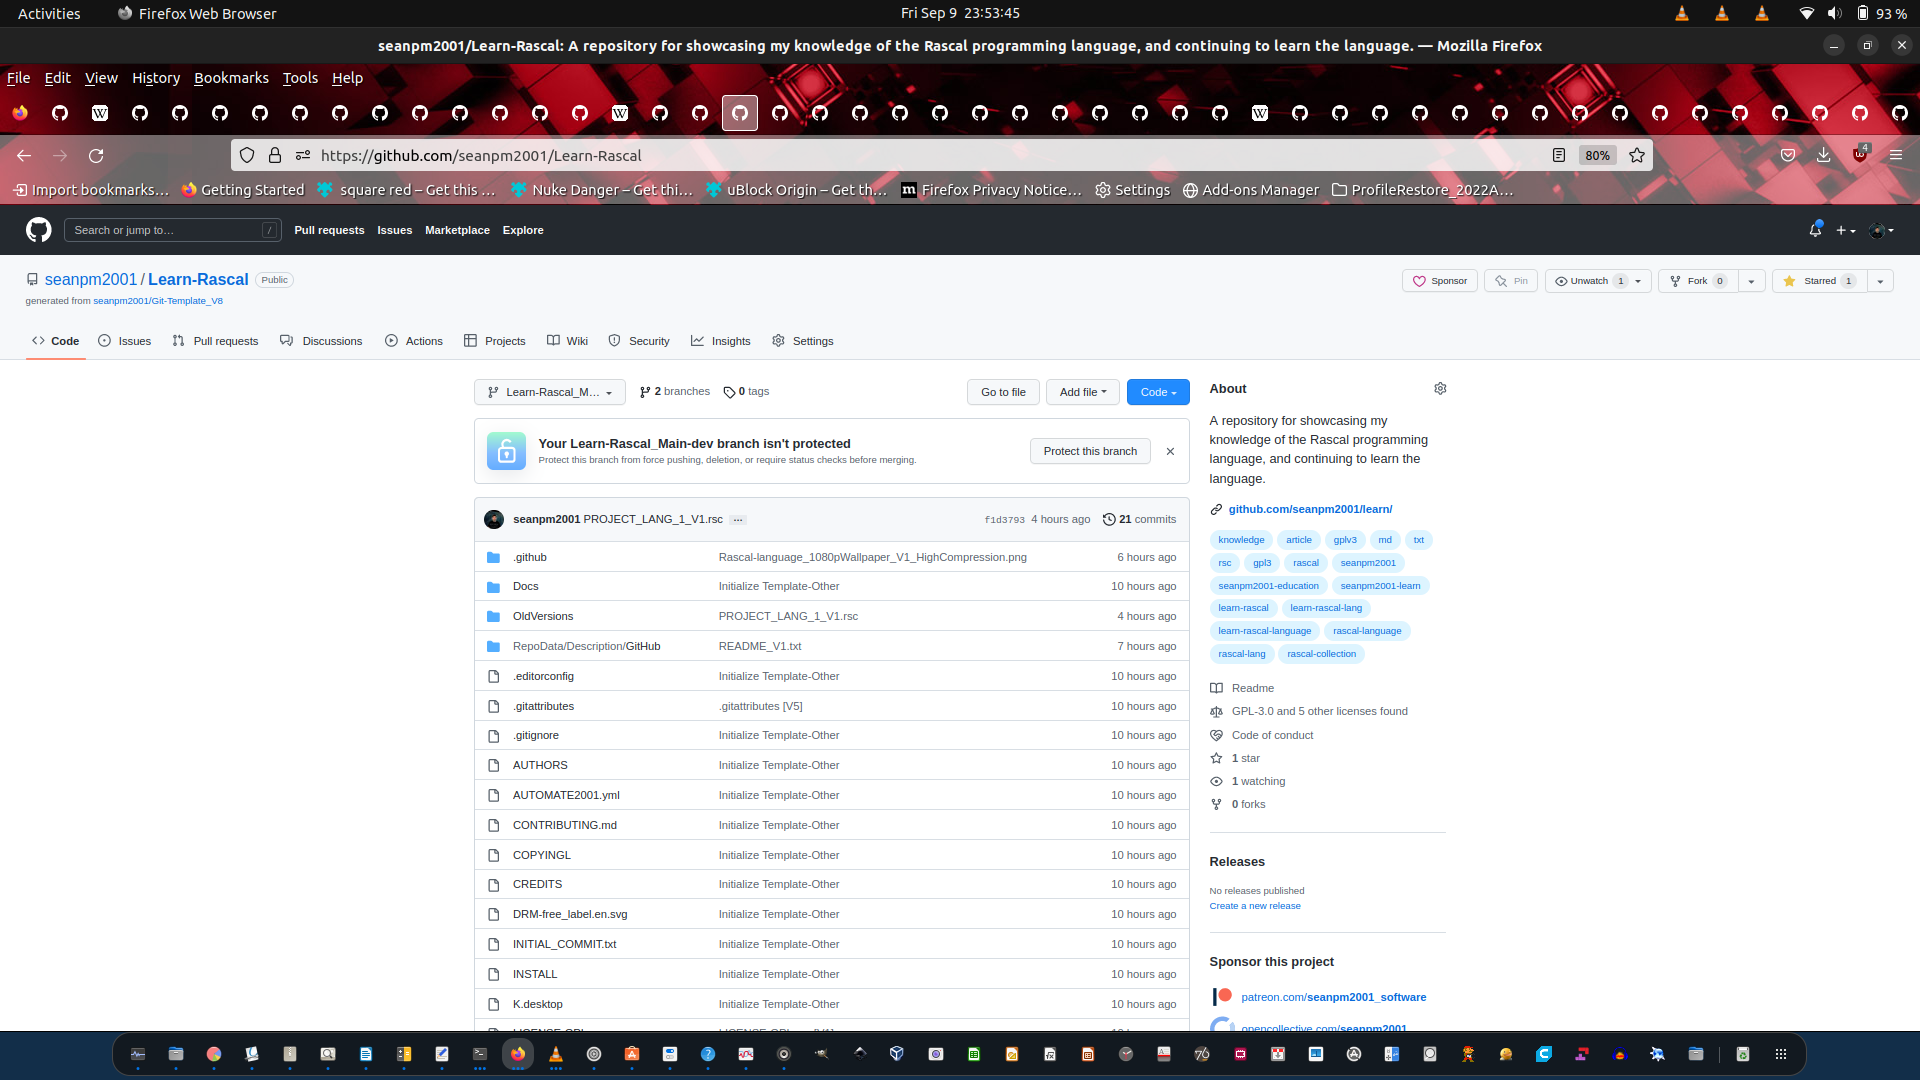 Activities
Firefox Web Browser
Fri Sep 9 23:53:45
93 %
seanpm2001/Learn-Rascal: A repository for showcasing my knowledge of the Rascal programming language, and continuing to learn the language. — Mozilla Firefox
File Edit View History Bookmarks Tools Help
https://github.com/seanpm2001/Learn-Rascal
80%
4
Import bookmarks…
Getting Started
square red – Get this …
Nuke Danger – Get thi…
uBlock Origin – Get th…
Firefox Privacy Notice…
Settings
Add-ons Manager
ProfileRestore_2022A…
Search or jump to…
/
Pull requests Issues Marketplace Explore
seanpm2001 / Learn-Rascal Public
generated from seanpm2001/Git-Template_V8
Sponsor
Pin
Unwatch 1
Fork 0
Starred 1
Code
Issues
Pull requests
Discussions
Actions
Projects
Wiki
Security
Insights
Settings
Learn-Rascal_M…
2 branches
0 tags
Go to file
Add file
Code
Your Learn-Rascal_Main-dev branch isn't protected
Protect this branch from force pushing, deletion, or require status checks before merging.
Protect this branch
seanpm2001 PROJECT_LANG_1_V1.rsc … f1d3793 4 hours ago 21 commits
.github Rascal-language_1080pWallpaper_V1_HighCompression.png 6 hours ago
Docs Initialize Template-Other 10 hours ago
OldVersions PROJECT_LANG_1_V1.rsc 4 hours ago
RepoData/Description/GitHub README_V1.txt 7 hours ago
.editorconfig Initialize Template-Other 10 hours ago
.gitattributes .gitattributes [V5] 10 hours ago
.gitignore Initialize Template-Other 10 hours ago
AUTHORS Initialize Template-Other 10 hours ago
AUTOMATE2001.yml Initialize Template-Other 10 hours ago
CONTRIBUTING.md Initialize Template-Other 10 hours ago
COPYINGL Initialize Template-Other 10 hours ago
CREDITS Initialize Template-Other 10 hours ago
DRM-free_label.en.svg Initialize Template-Other 10 hours ago
INITIAL_COMMIT.txt Initialize Template-Other 10 hours ago
INSTALL Initialize Template-Other 10 hours ago
K.desktop Initialize Template-Other 10 hours ago
About
A repository for showcasing my
knowledge of the Rascal programming
language, and continuing to learn the
language.
github.com/seanpm2001/learn/
knowledge article gplv3 md txt
rsc gpl3 rascal seanpm2001
seanpm2001-education seanpm2001-learn
learn-rascal learn-rascal-lang
learn-rascal-language rascal-language
rascal-lang rascal-collection
Readme
GPL-3.0 and 5 other licenses found
Code of conduct
1 star
1 watching
0 forks
Releases
No releases published
Create a new release
Sponsor this project
patreon.com/seanpm2001_software
opencollective.com/seanpm2001